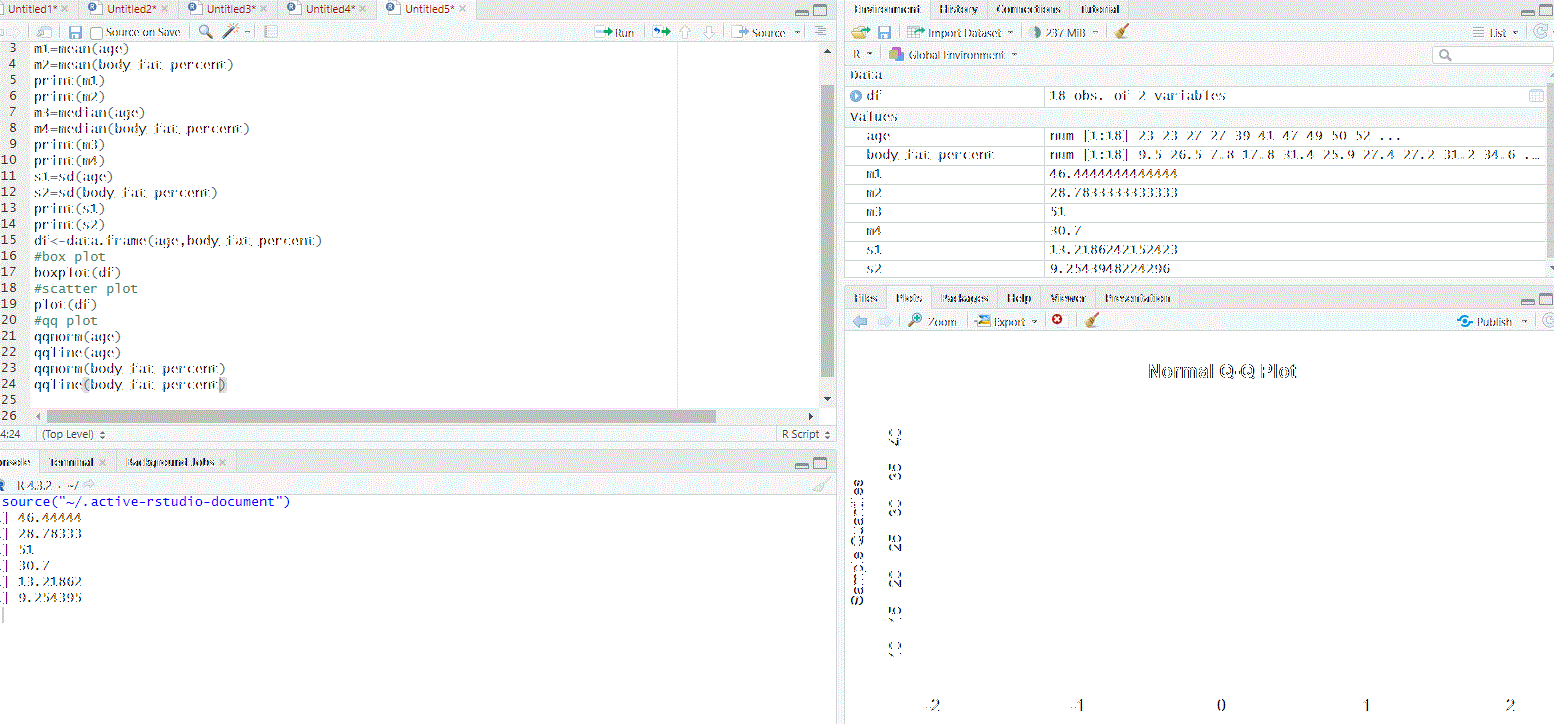 Untitled1* × Untitled2* × Untitled3* × Untitled4* × Untitled5* ×
Source on Save Run Source
3 m1=mean(age)
4 m2=mean(body_fat_percent)
5 print(m1)
6 print(m2)
7 m3=median(age)
8 m4=median(body_fat_percent)
9 print(m3)
10 print(m4)
11 s1=sd(age)
12 s2=sd(body_fat_percent)
13 print(s1)
14 print(s2)
15 df<-data.frame(age,body_fat_percent)
16 #box plot
17 boxplot(df)
18 #scatter plot
19 plot(df)
20 #qq plot
21 qqnorm(age)
22 qqline(age)
23 qqnorm(body_fat_percent)
24 qqline(body_fat_percent)
25
26
4:24 (Top Level) R Script
onsole Terminal × Background Jobs ×
R 4.3.2 · ~/
source("~/.active-rstudio-document")
] 46.44444
] 28.78333
] 51
] 30.7
] 13.21862
] 9.254395
Environment History Connections Tutorial
Import Dataset 237 MiB List
R Global Environment
Data
df 18 obs. of 2 variables
Values
age num [1:18] 23 23 27 27 39 41 47 49 50 52 ...
body_fat_percent num [1:18] 9.5 26.5 7.8 17.8 31.4 25.9 27.4 27.2 31.2 34.6 ...
m1 46.4444444444444
m2 28.7833333333333
m3 51
m4 30.7
s1 13.2186242152423
s2 9.2543948224296
Files Plots Packages Help Viewer Presentation
Zoom Export Publish
Normal Q-Q Plot
Sample Quantiles
40
35
30
25
20
15
10
-2 -1 0 1 2